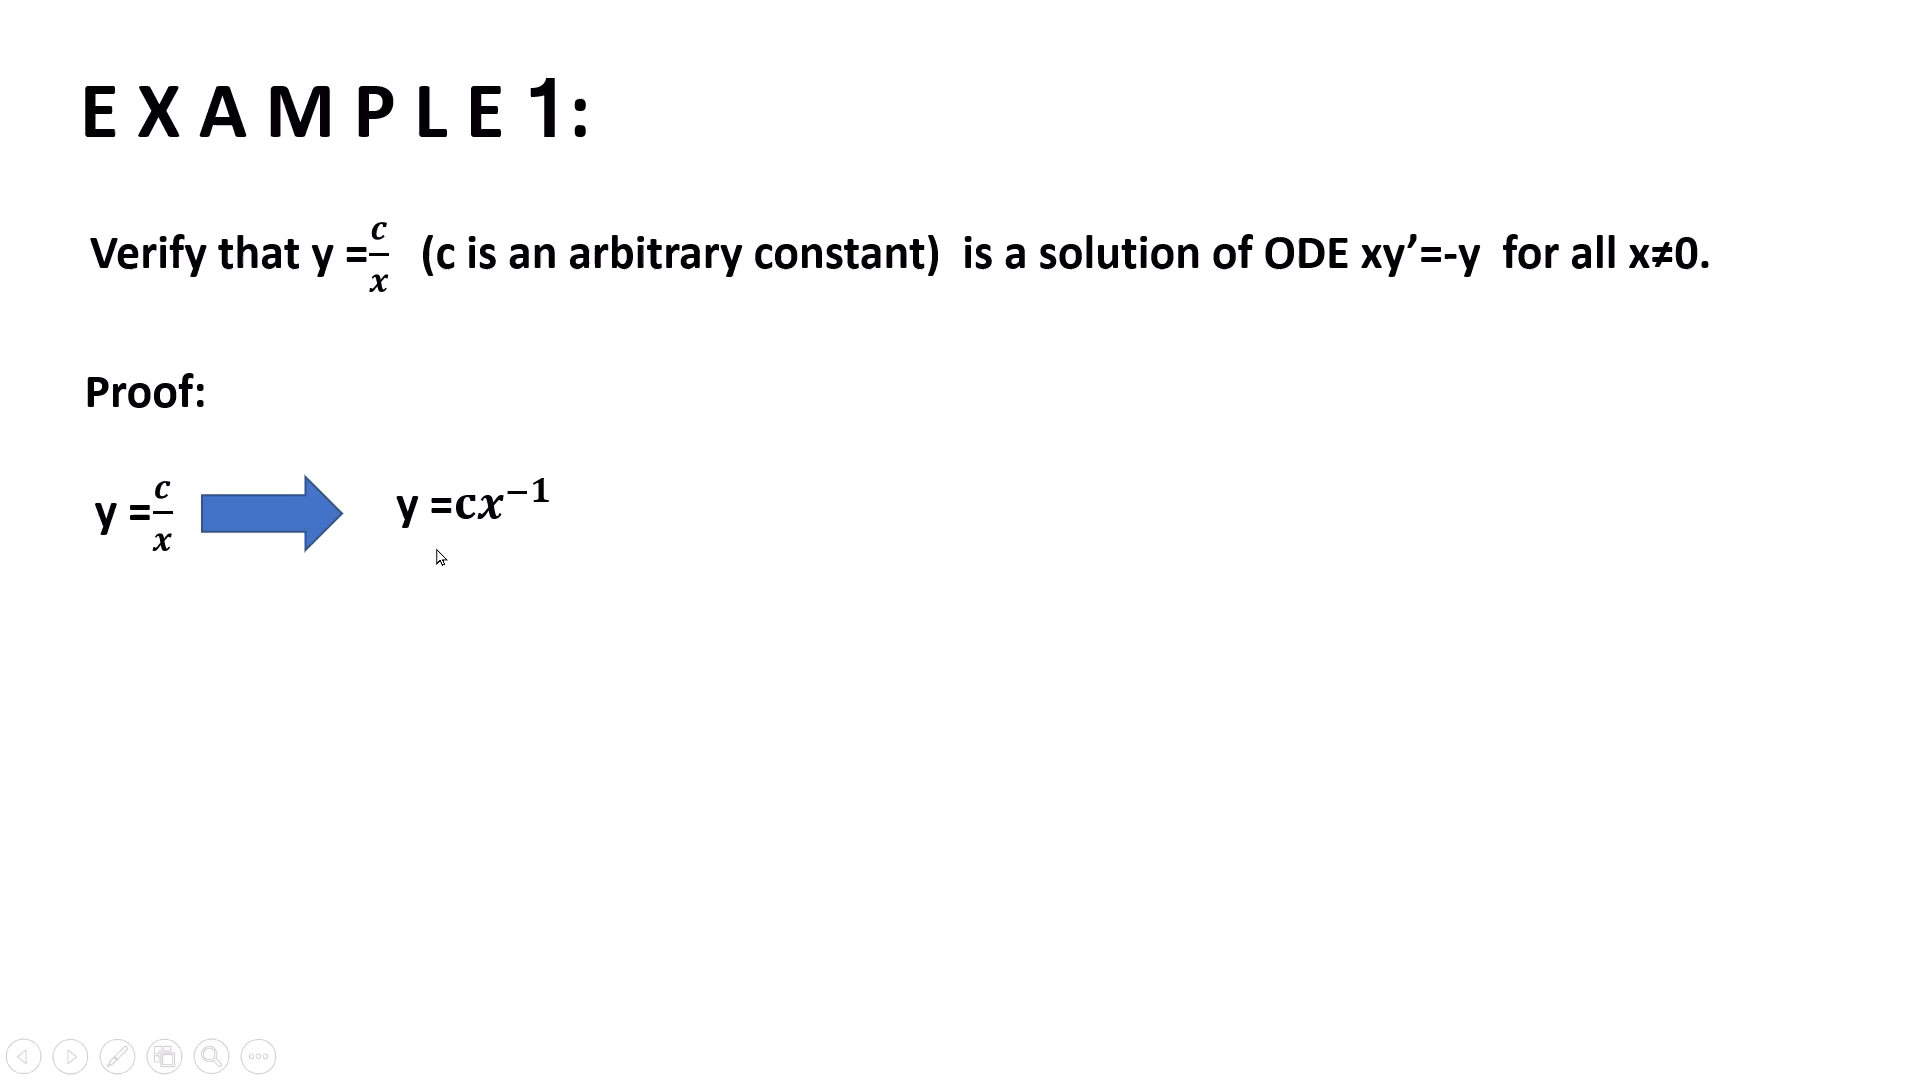 E X A M P L E 1:
Verify that y =c/x (c is an arbitrary constant) is a solution of ODE xy’=-y for all x≠0.
Proof:
y =c/x y =cx⁻¹